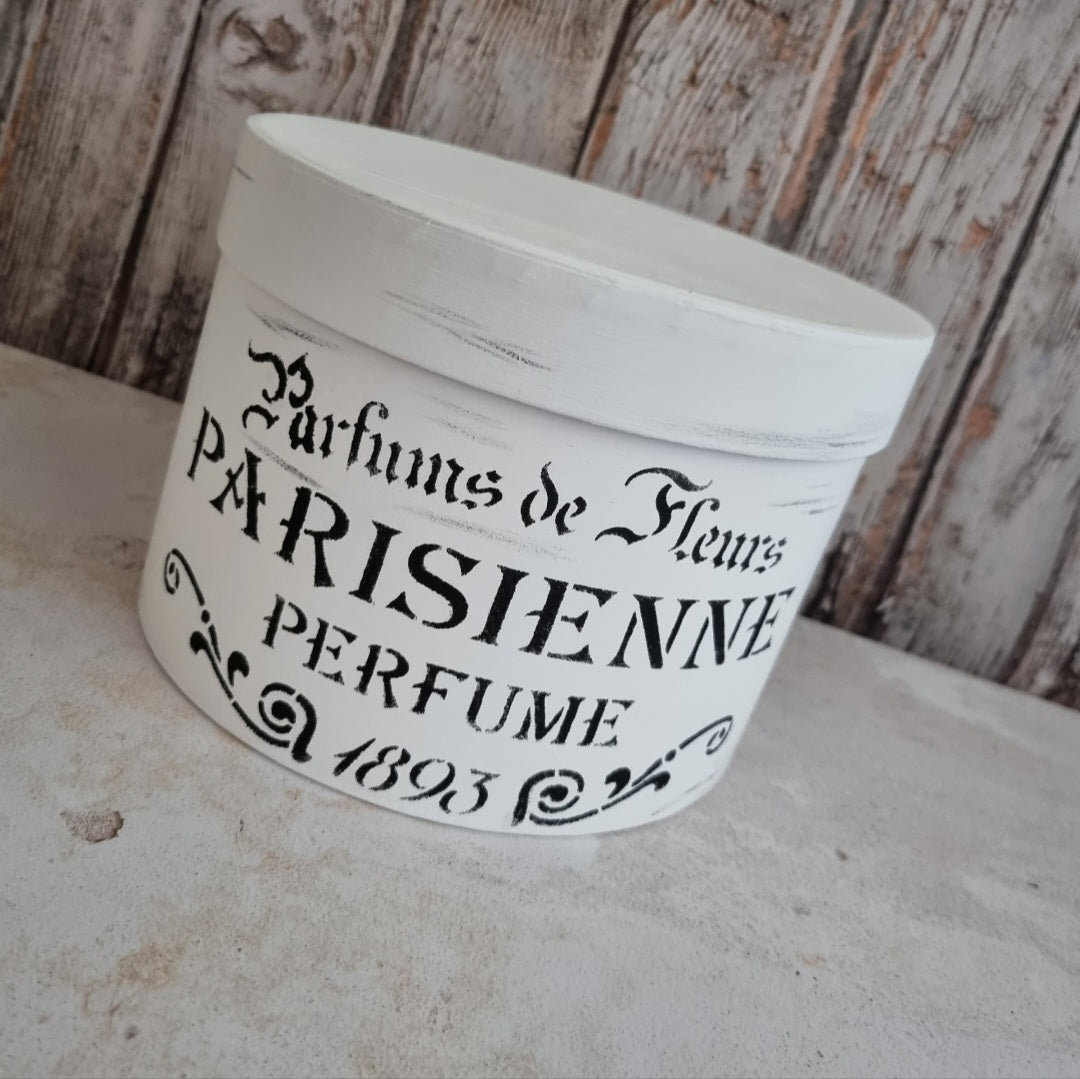 Parfums de Fleurs
PARISIENNE
PERFUME
1893